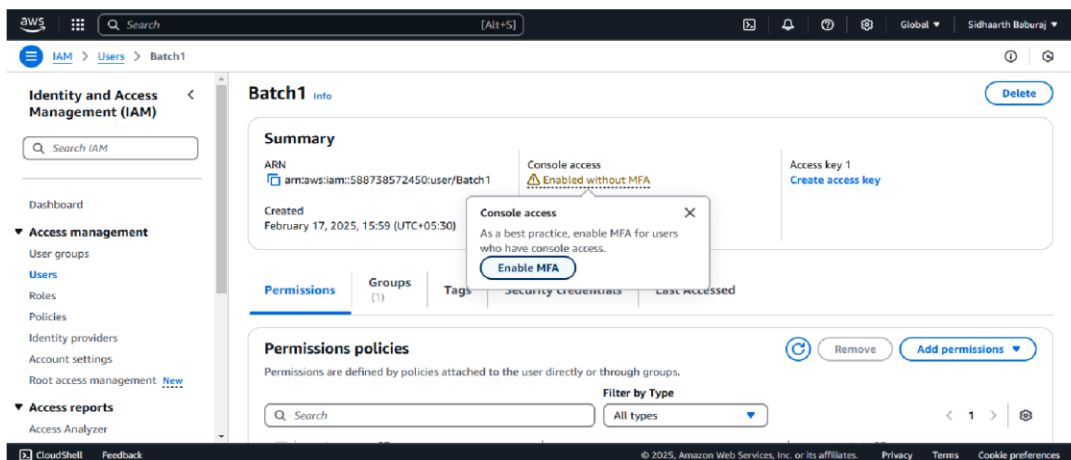 aws Search [Alt+S] Global Sidhaarth Baburaj
IAM > Users > Batch1
Identity and Access Management (IAM)
Search IAM
Dashboard
Access management
User groups
Users
Roles
Policies
Identity providers
Account settings
Root access management New
Access reports
Access Analyzer
Batch1 Info
Delete
Summary
ARN
arn:aws:iam::588738572450:user/Batch1
Created
February 17, 2025, 15:59 (UTC+05:30)
Console access
Enabled without MFA
Access key 1
Create access key
Console access
As a best practice, enable MFA for users
who have console access.
Enable MFA
Permissions
Groups
(1)
Tags
Security credentials
Last Accessed
Permissions policies
Remove
Add permissions
Permissions are defined by policies attached to the user directly or through groups.
Filter by Type
Search
All types
1
CloudShell Feedback © 2025, Amazon Web Services, Inc. or its affiliates. Privacy Terms Cookie preferences